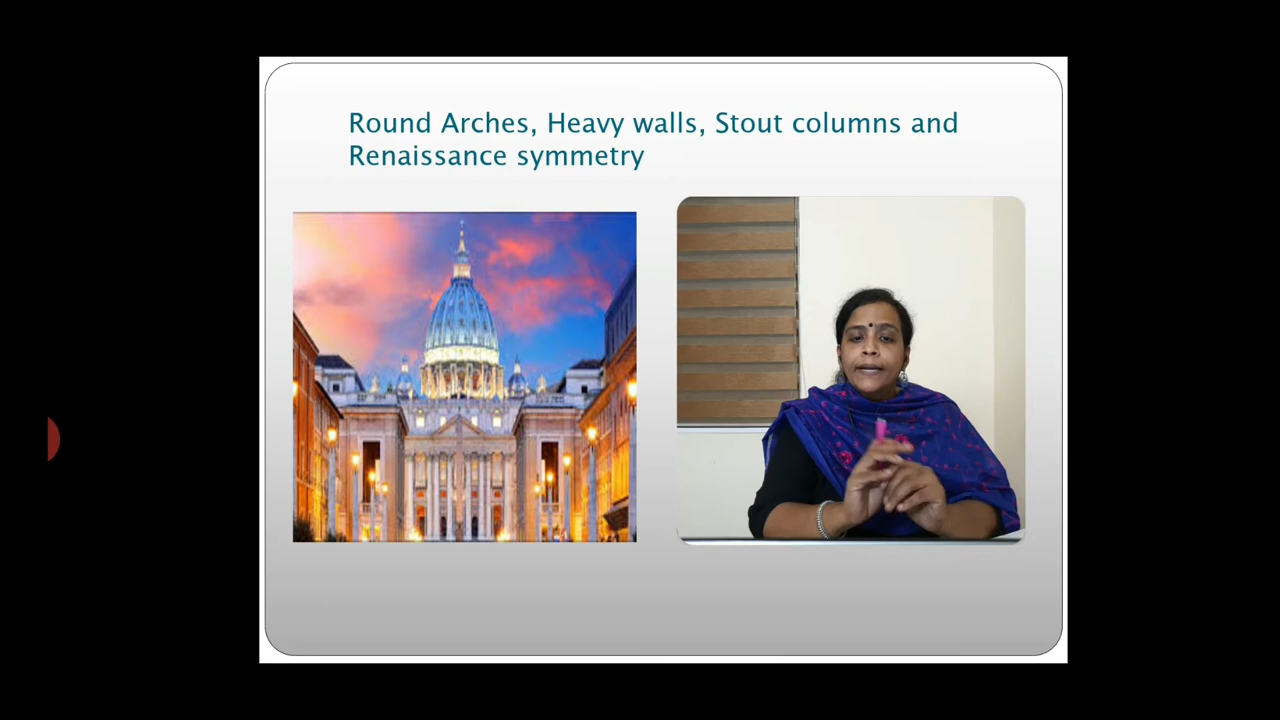 Round Arches, Heavy walls, Stout columns and
Renaissance symmetry